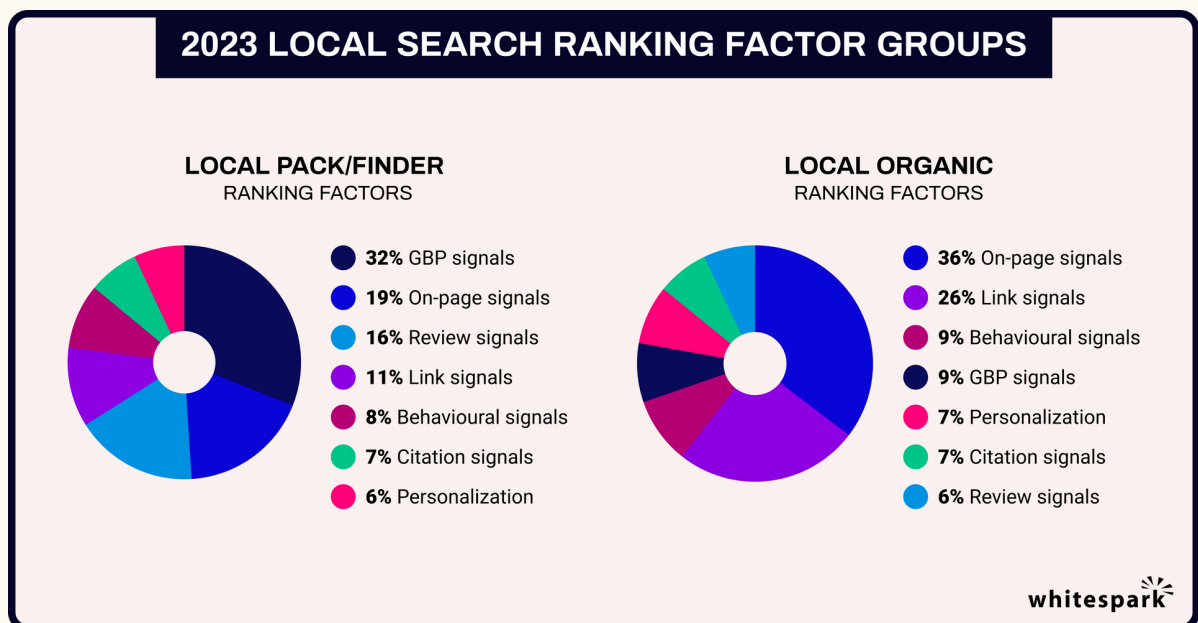 2023 LOCAL SEARCH RANKING FACTOR GROUPS
LOCAL PACK/FINDER
RANKING FACTORS
32% GBP signals
19% On-page signals
16% Review signals
11% Link signals
8% Behavioural signals
7% Citation signals
6% Personalization
LOCAL ORGANIC
RANKING FACTORS
36% On-page signals
26% Link signals
9% Behavioural signals
9% GBP signals
7% Personalization
7% Citation signals
6% Review signals
whitespark